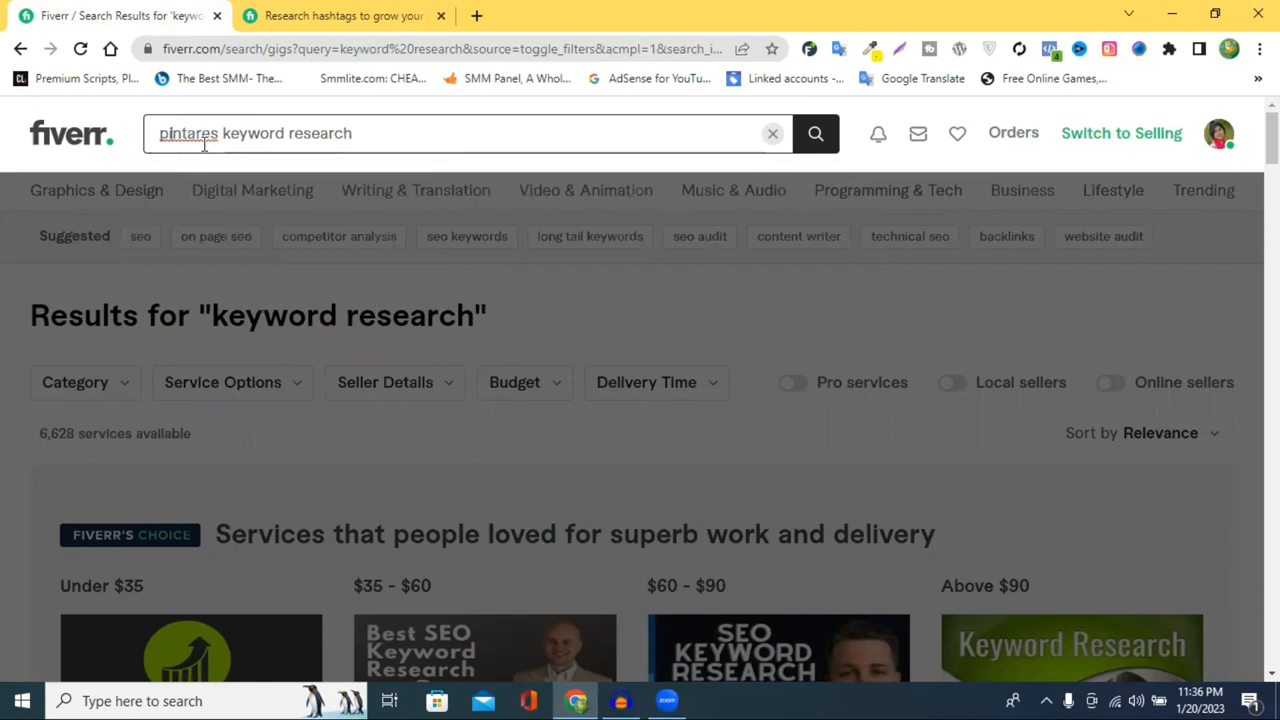 Fiverr / Search Results for 'keywo
Research hashtags to grow your
fiverr.com/search/gigs?query=keyword%20research&source=toggle_filters&acmpl=1&search_i...
Premium Scripts, Pl...
The Best SMM- The...
Smmlite.com: CHEA...
SMM Panel, A Whol...
AdSense for YouTu...
Linked accounts -...
Google Translate
Free Online Games,...
fiverr.
pintares keyword research
Orders
Switch to Selling
Graphics & Design
Digital Marketing
Writing & Translation
Video & Animation
Music & Audio
Programming & Tech
Business
Lifestyle
Trending
Suggested
seo
on page seo
competitor analysis
seo keywords
long tail keywords
seo audit
content writer
technical seo
backlinks
website audit
Results for "keyword research"
Category
Service Options
Seller Details
Budget
Delivery Time
Pro services
Local sellers
Online sellers
6,628 services available
Sort by Relevance
FIVERR'S CHOICE
Services that people loved for superb work and delivery
Under $35
$35 - $60
$60 - $90
Above $90
Best SEO
Keyword
Research
SEO
KEYWORD
RESEARCH
Keyword Research
Type here to search
11:36 PM
1/20/2023